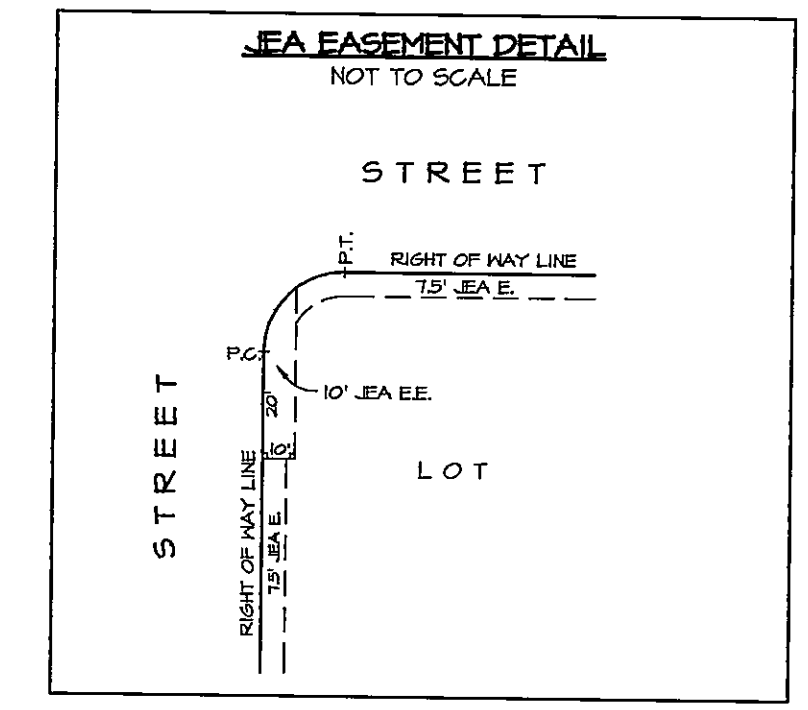 JEA EASEMENT DETAIL
NOT TO SCALE
STREET
P.T.
RIGHT OF WAY LINE
7.5' JEA E.
P.C.
10' JEA E.E.
20'
10'
STREET
RIGHT OF WAY LINE
7.5' JEA E.
LOT